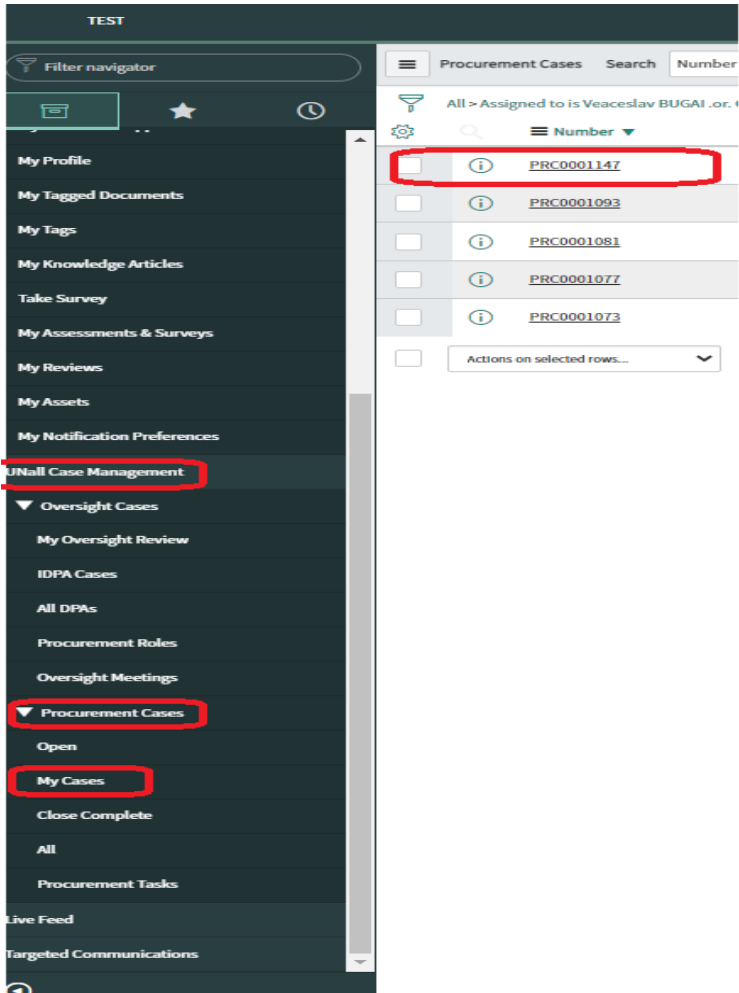 TEST
Filter navigator
My Profile
My Tagged Documents
My Tags
My Knowledge Articles
Take Survey
My Assessments & Surveys
My Reviews
My Assets
My Notification Preferences
UNall Case Management
Oversight Cases
My Oversight Review
IDPA Cases
All DPAs
Procurement Roles
Oversight Meetings
Procurement Cases
Open
My Cases
Close Complete
All
Procurement Tasks
Live Feed
Targeted Communications
Procurement Cases Search Number
All > Assigned to is Veaceslav BUGAI .or.
Number
PRC0001147
PRC0001093
PRC0001081
PRC0001077
PRC0001073
Actions on selected rows...